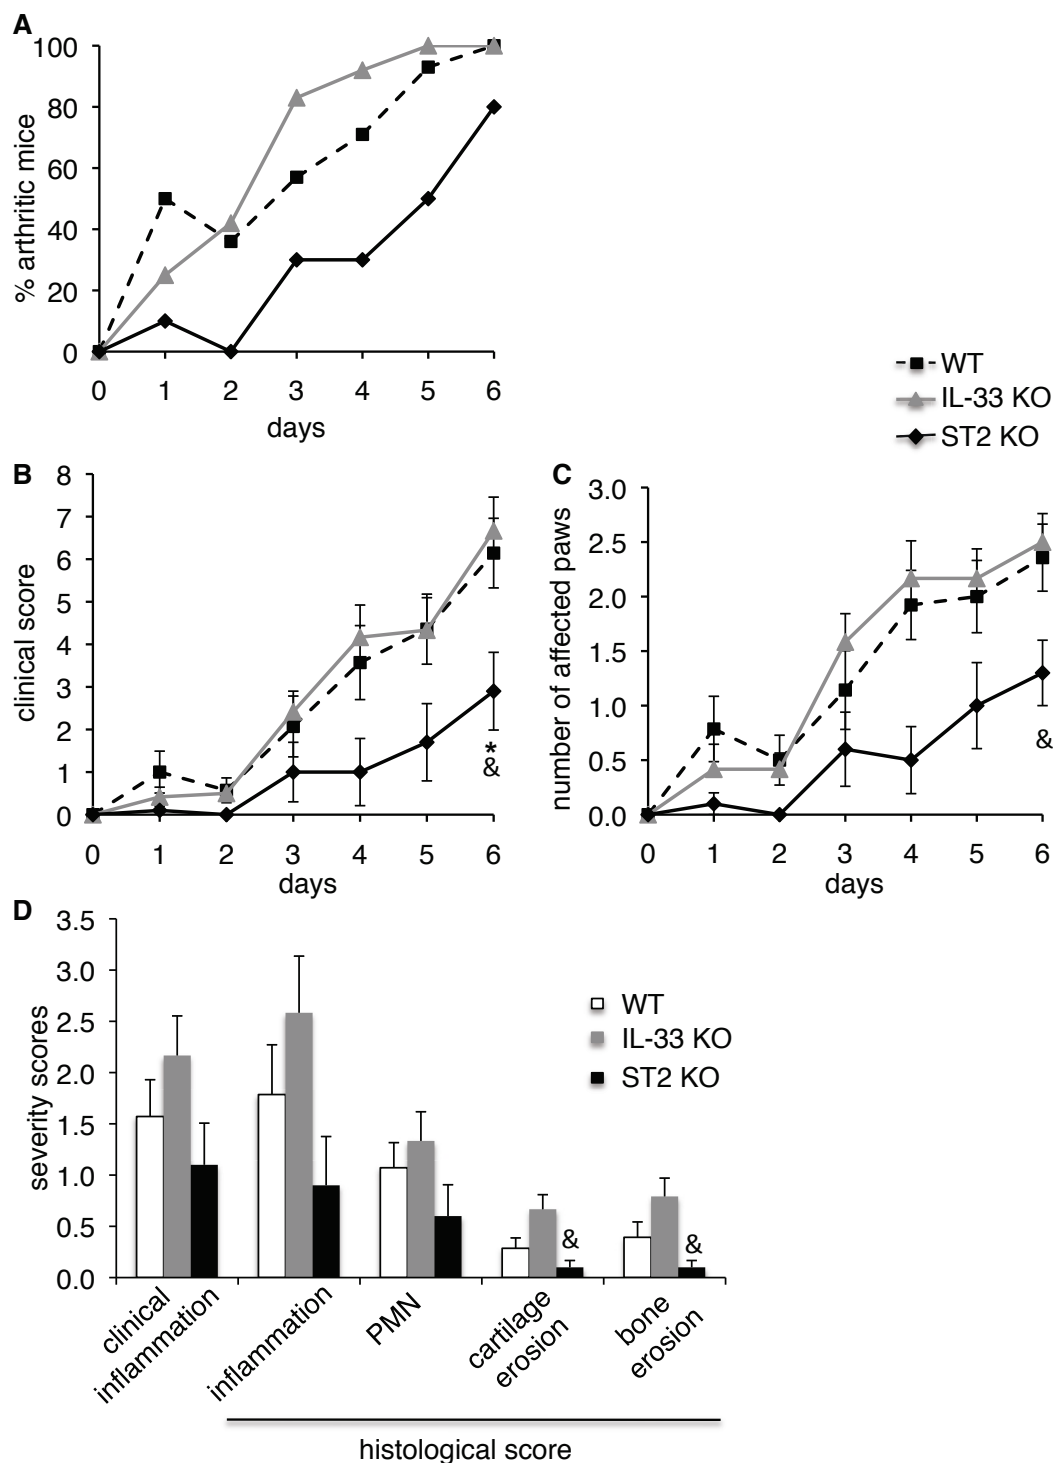 A
100
80
60
40
20
0
% arthritic mice
0 1 2 3 4 5 6
days
WT
IL-33 KO
ST2 KO
B
8
7
6
5
4
3
2
1
0
clinical score
*
&
0 1 2 3 4 5 6
days
C
3.0
2.5
2.0
1.5
1.0
0.5
0.0
number of affected paws
&
0 1 2 3 4 5 6
days
D
3.5
3.0
2.5
2.0
1.5
1.0
0.5
0.0
severity scores
WT
IL-33 KO
ST2 KO
&
&
clinical
inflammation
inflammation
PMN
cartilage
erosion
bone
erosion
histological score